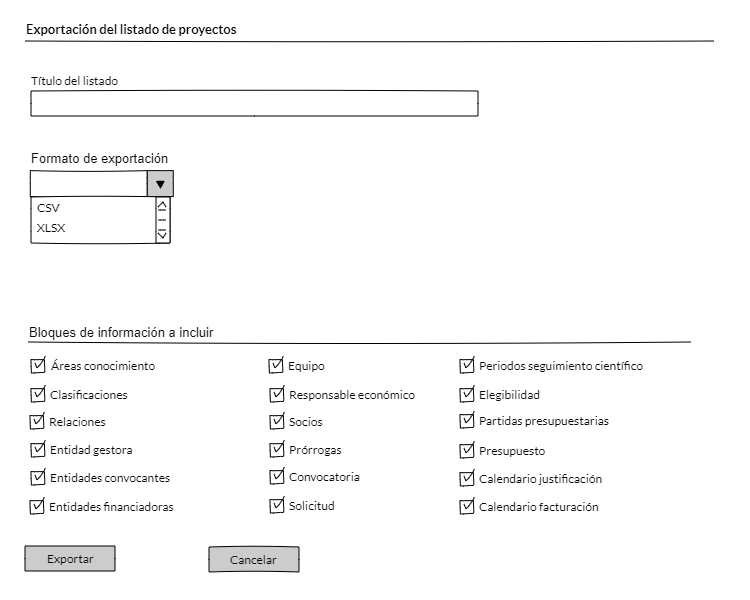 Exportación del listado de proyectos
Título del listado
Formato de exportación
CSV
XLSX
Bloques de información a incluir
Áreas conocimiento
Equipo
Periodos seguimiento científico
Clasificaciones
Responsable económico
Elegibilidad
Relaciones
Socios
Partidas presupuestarias
Entidad gestora
Prórrogas
Presupuesto
Entidades convocantes
Convocatoria
Calendario justificación
Entidades financiadoras
Solicitud
Calendario facturación
Exportar
Cancelar